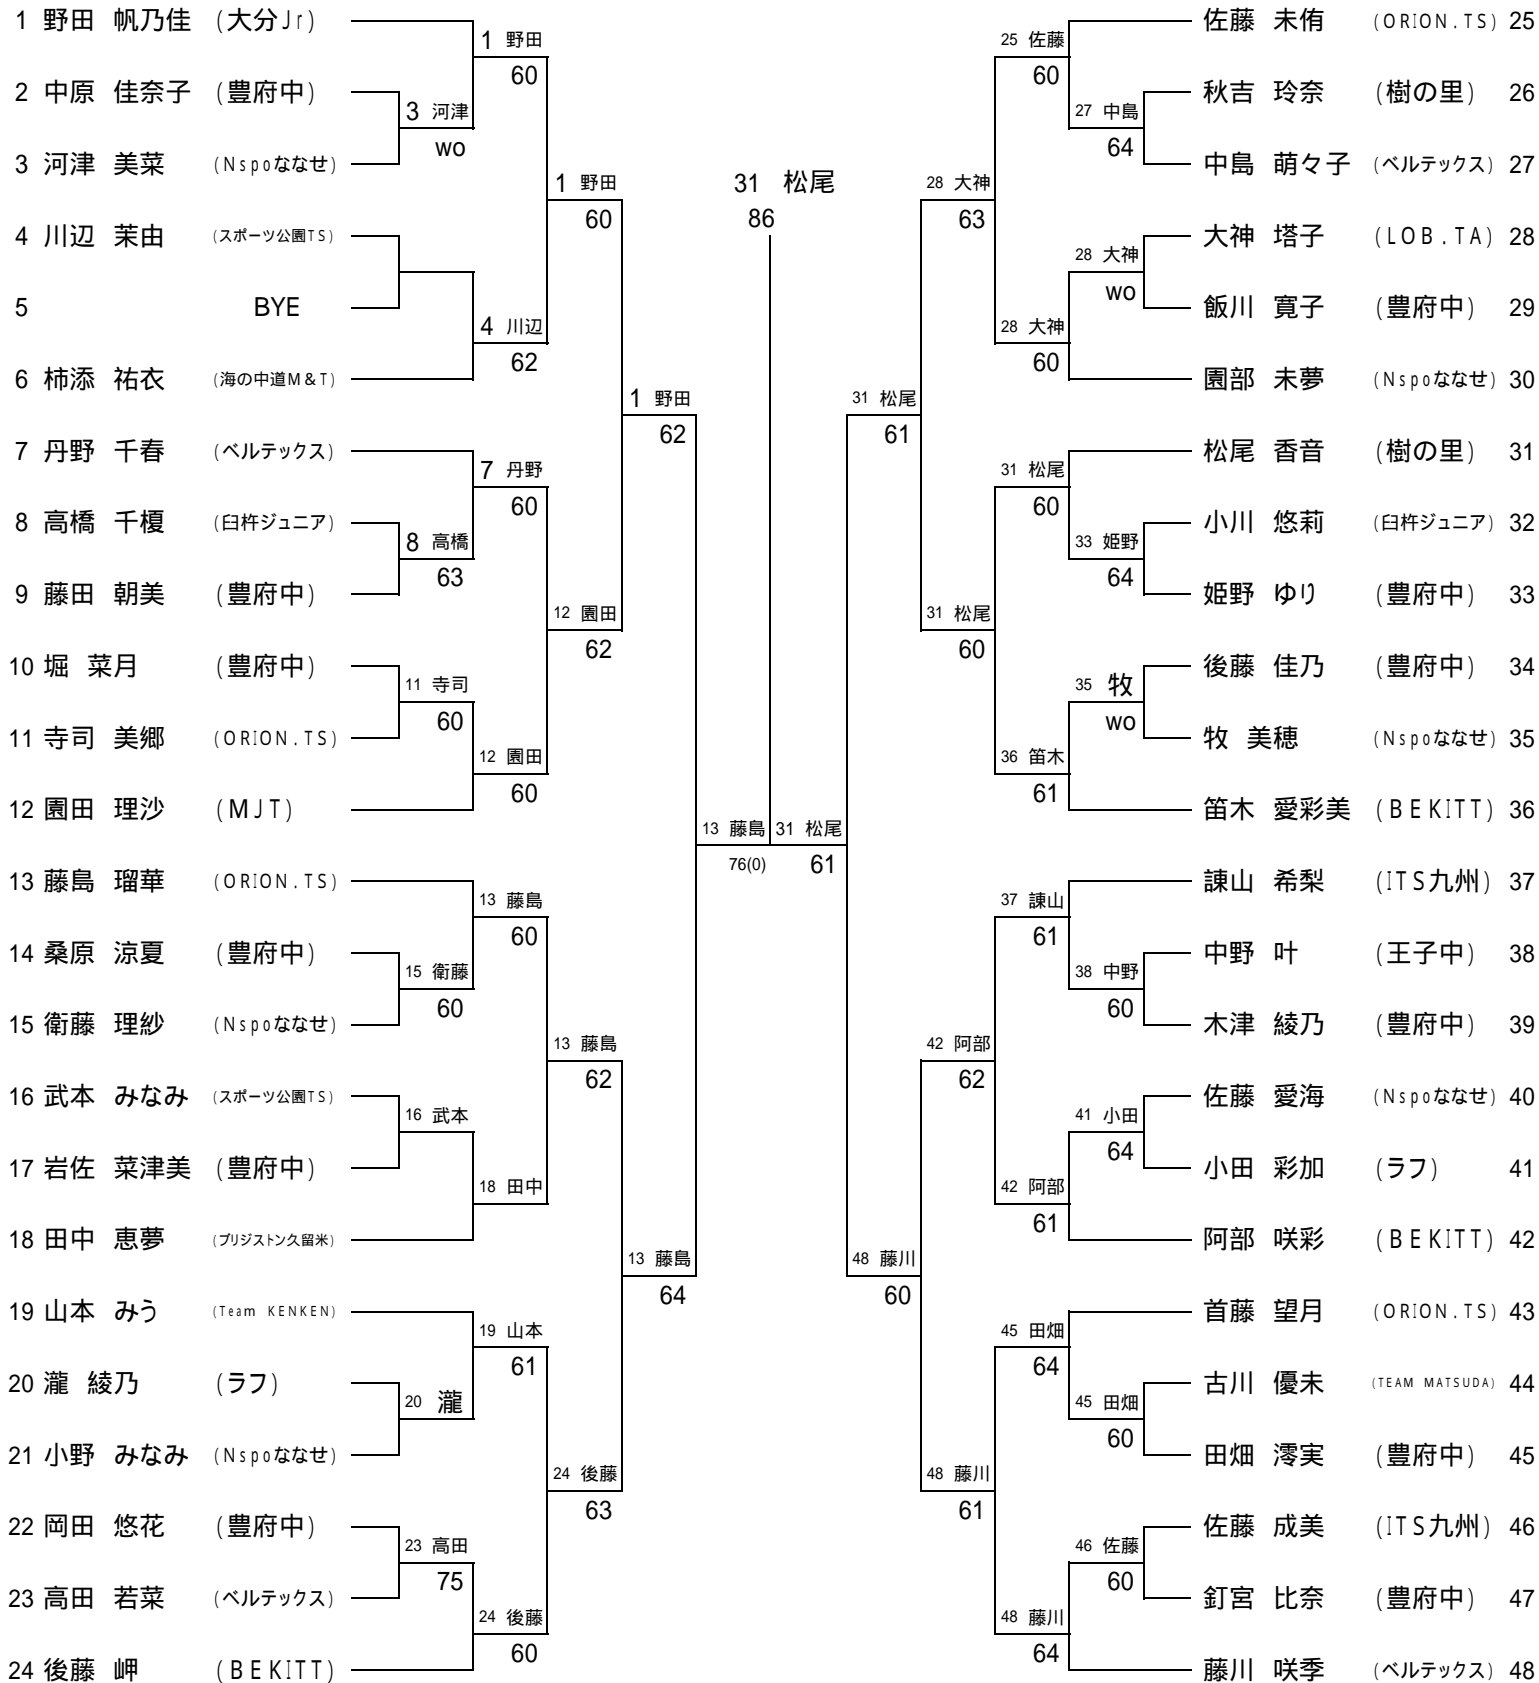 1 野田 帆乃佳 (大分Jr)
2 中原 佳奈子 (豊府中)
3 河津 美菜 (Nspoななせ)
4 川辺 茉由 (スポーツ公園TS)
5 BYE
6 柿添 祐衣 (海の中道M&T)
7 丹野 千春 (ベルテックス)
8 高橋 千榎 (臼杵ジュニア)
9 藤田 朝美 (豊府中)
10 堀 菜月 (豊府中)
11 寺司 美郷 (ORION.TS)
12 園田 理沙 (MJT)
13 藤島 瑠華 (ORION.TS)
14 桑原 涼夏 (豊府中)
15 衛藤 理紗 (Nspoななせ)
16 武本 みなみ (スポーツ公園TS)
17 岩佐 菜津美 (豊府中)
18 田中 恵夢 (ブリジストン久留米)
19 山本 みう (Team KENKEN)
20 瀧 綾乃 (ラフ)
21 小野 みなみ (Nspoななせ)
22 岡田 悠花 (豊府中)
23 高田 若菜 (ベルテックス)
24 後藤 岬 (BEKITT)
3 河津
wo
8 高橋
63
11 寺司
60
15 衛藤
60
16 武本
20 瀧
23 高田
75
1 野田
60
4 川辺
62
7 丹野
60
12 園田
60
13 藤島
60
18 田中
19 山本
61
24 後藤
60
1 野田
60
12 園田
62
13 藤島
62
24 後藤
63
1 野田
62
13 藤島
64
13 藤島
76(0)
31 松尾
86
31 松尾
61
31 松尾
61
48 藤川
60
28 大神
63
31 松尾
60
42 阿部
62
48 藤川
61
25 佐藤
60
28 大神
60
31 松尾
60
36 笛木
61
37 諌山
61
42 阿部
61
45 田畑
64
48 藤川
64
27 中島
64
28 大神
wo
33 姫野
64
35 牧
wo
38 中野
60
41 小田
64
45 田畑
60
46 佐藤
60
佐藤 未侑 (ORION.TS) 25
秋吉 玲奈 (樹の里) 26
中島 萌々子 (ベルテックス) 27
大神 塔子 (LOB.TA) 28
飯川 寛子 (豊府中) 29
園部 未夢 (Nspoななせ) 30
松尾 香音 (樹の里) 31
小川 悠莉 (臼杵ジュニア) 32
姫野 ゆり (豊府中) 33
後藤 佳乃 (豊府中) 34
牧 美穂 (Nspoななせ) 35
笛木 愛彩美 (BEKITT) 36
諌山 希梨 (ITS九州) 37
中野 叶 (王子中) 38
木津 綾乃 (豊府中) 39
佐藤 愛海 (Nspoななせ) 40
小田 彩加 (ラフ) 41
阿部 咲彩 (BEKITT) 42
首藤 望月 (ORION.TS) 43
古川 優未 (TEAM MATSUDA) 44
田畑 澪実 (豊府中) 45
佐藤 成美 (ITS九州) 46
釘宮 比奈 (豊府中) 47
藤川 咲季 (ベルテックス) 48